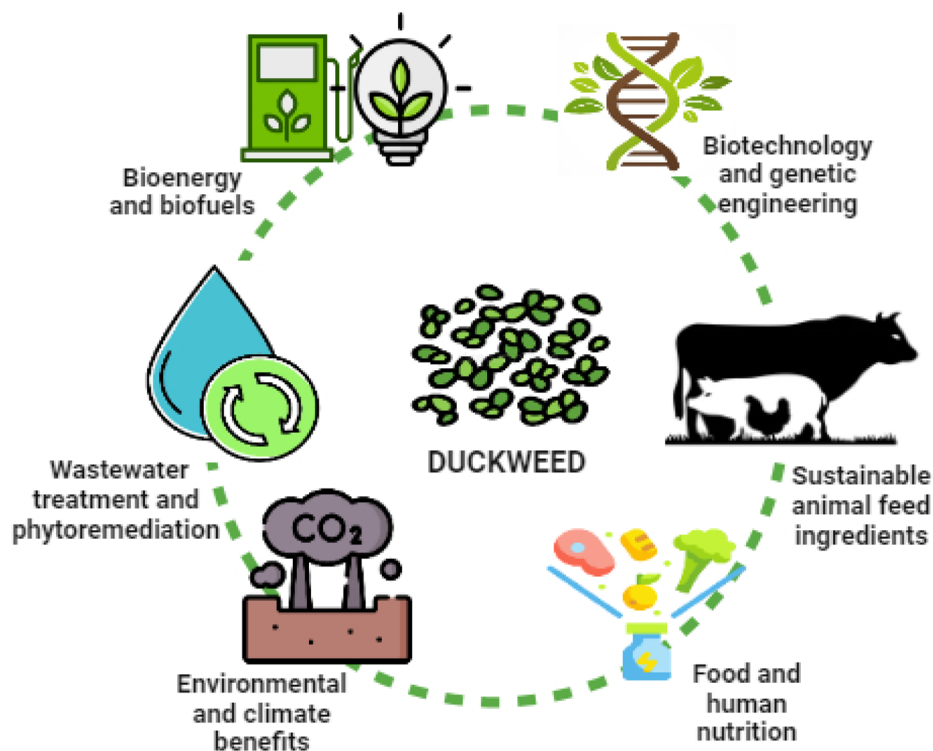 Bioenergy
and biofuels
Biotechnology
and genetic
engineering
DUCKWEED
Wastewater
treatment and
phytoremediation
Sustainable
animal feed
ingredients
CO₂
Environmental
and climate
benefits
Food and
human
nutrition